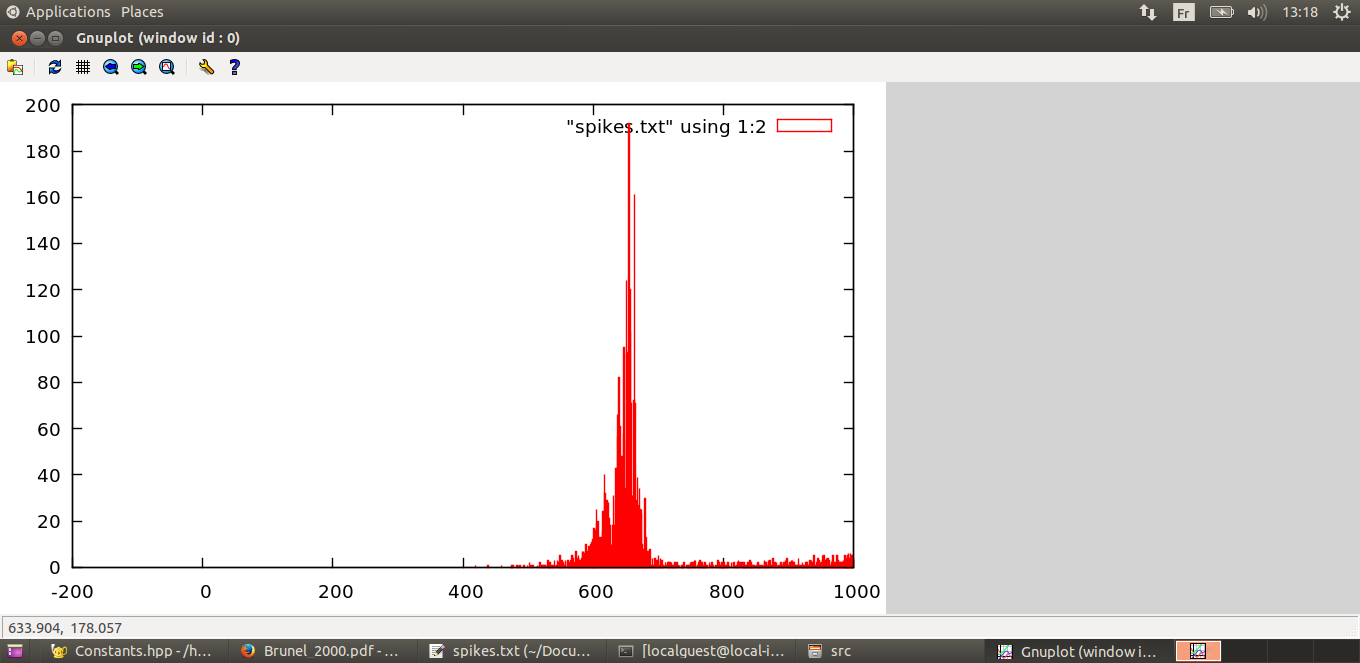 Applications Places Fr 13:18
Gnuplot (window id : 0)
?
200
"spikes.txt" using 1:2
180
160
140
120
100
80
60
40
20
0
-200 0 200 400 600 800 1000
633.904, 178.057
Constants.hpp - /h... Brunel_2000.pdf - ... spikes.txt (~/Docu... [localguest@local-i... src Gnuplot (window i...